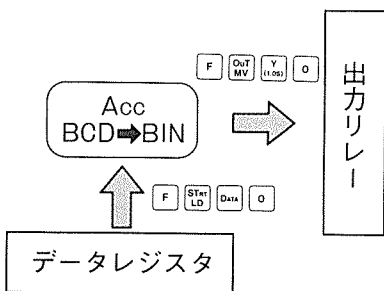 F OuT MV Y (1.0S) 0
Acc
BCD➡BIN
出力リレー
F STRT LD DATA 0
データレジスタ